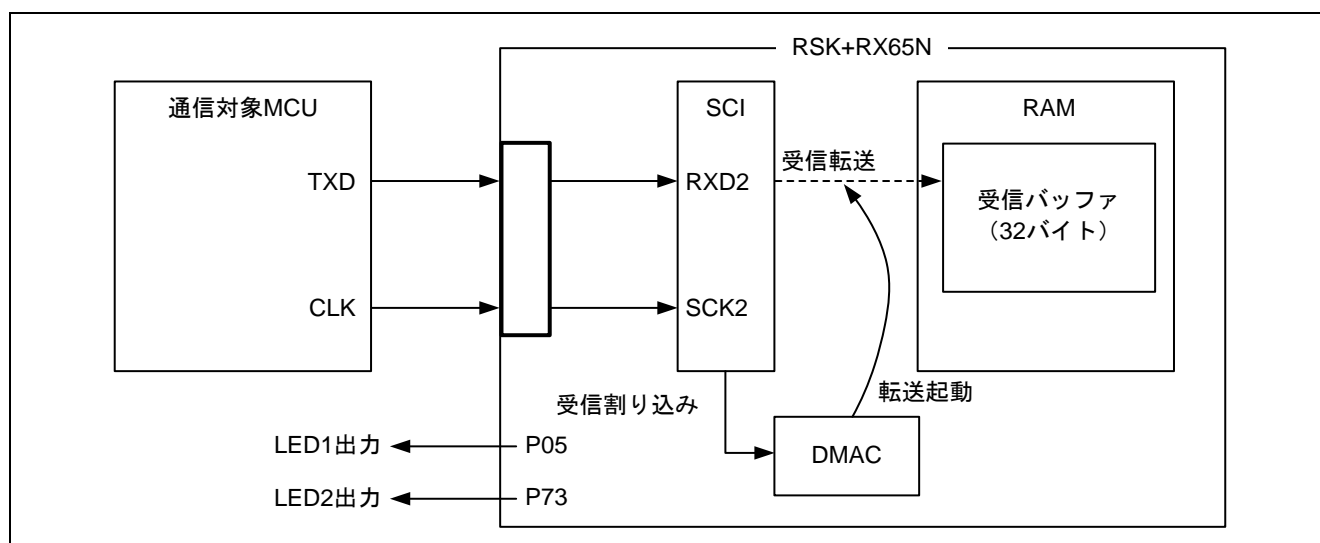 RSK+RX65N
通信対象MCU
TXD
CLK
SCI
RXD2
SCK2
受信転送
RAM
受信バッファ
（32バイト）
受信割り込み
転送起動
DMAC
LED1出力
P05
LED2出力
P73